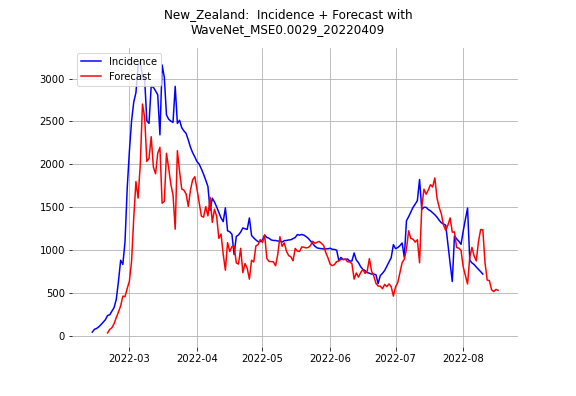 New_Zealand:  Incidence + Forecast with
WaveNet_MSE0.0029_20220409
Incidence
Forecast
3000
2500
2000
1500
1000
500
0
2022-03 2022-04 2022-05 2022-06 2022-07 2022-08